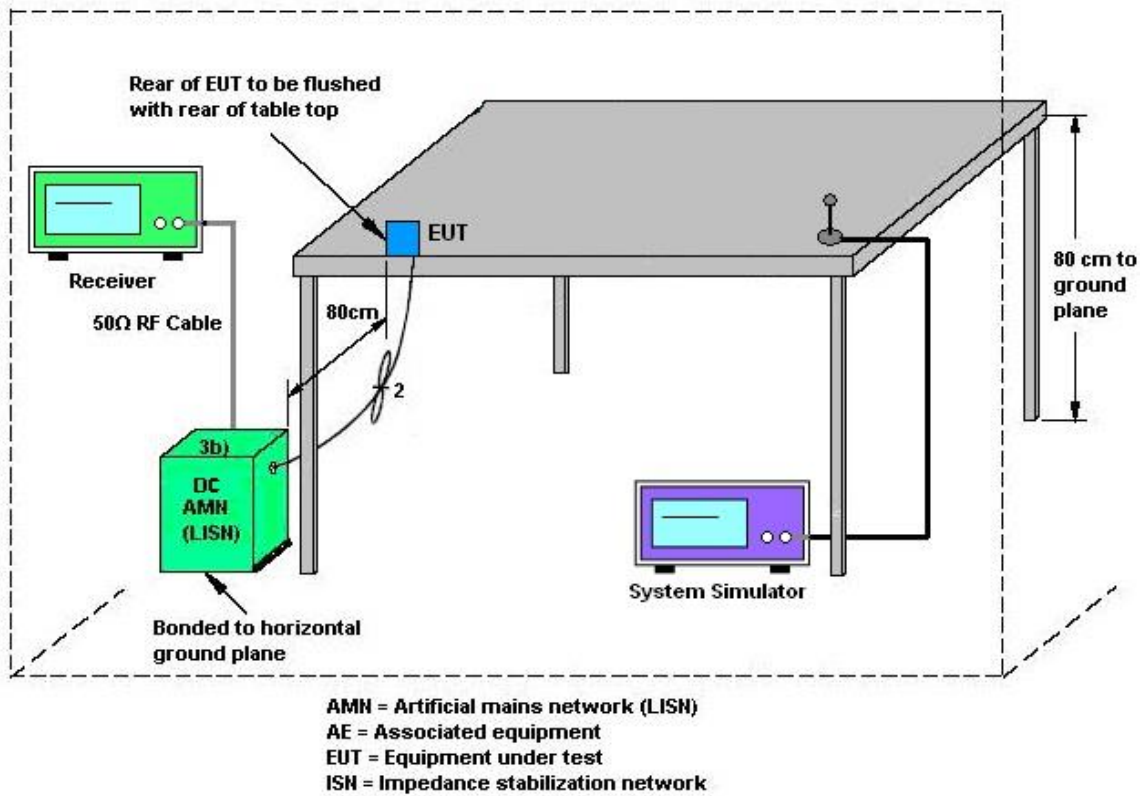 Rear of EUT to be flushed
with rear of table top
EUT
Receiver
50Ω RF Cable
80cm
2
80 cm to
ground
plane
3b)
DC
AMN
(LISN)
System Simulator
Bonded to horizontal
ground plane
AMN = Artificial mains network (LISN)
AE = Associated equipment
EUT = Equipment under test
ISN = Impedance stabilization network